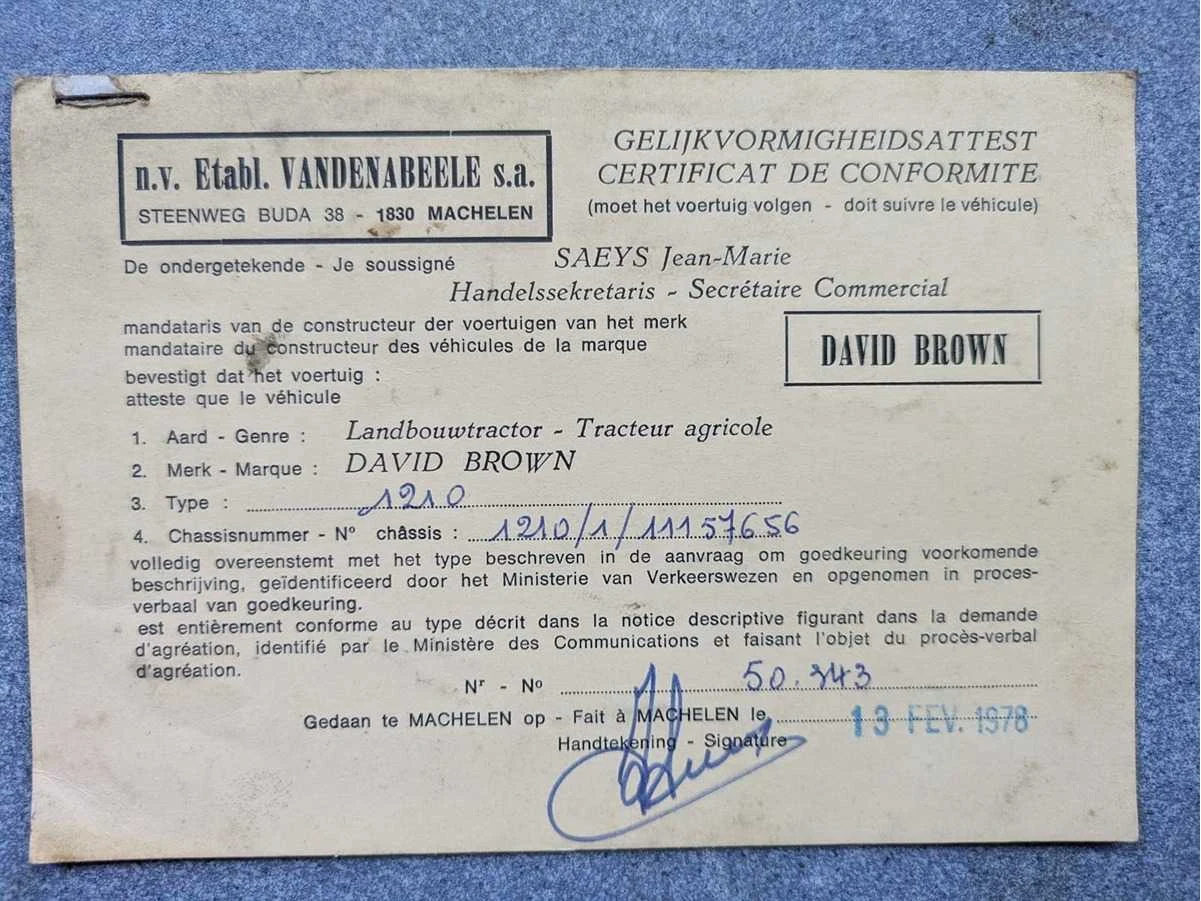 n.v. Etabl. VANDENABEELE s.a.
STEENWEG BUDA 38 - 1830 MACHELEN
GELIJKVORMIGHEIDSATTEST
CERTIFICAT DE CONFORMITE
(moet het voertuig volgen - doit suivre le véhicule)
De ondergetekende - Je soussigné SAEYS Jean-Marie
Handelssekretaris - Secrétaire Commercial
mandataris van de constructeur der voertuigen van het merk
mandataire du constructeur des véhicules de la marque
DAVID BROWN
bevestigt dat het voertuig :
atteste que le véhicule
1. Aard - Genre : Landbouwtractor - Tracteur agricole
2. Merk - Marque : DAVID BROWN
3. Type : 1210
4. Chassisnummer - N° châssis : 1210/1/11157656
volledig overeenstemt met het type beschreven in de aanvraag om goedkeuring voorkomende
beschrijving, geïdentificeerd door het Ministerie van Verkeerswezen en opgenomen in proces-
verbaal van goedkeuring.
est entièrement conforme au type décrit dans la notice descriptive figurant dans la demande
d'agréation, identifié par le Ministère des Communications et faisant l'objet du procès-verbal
d'agréation.
Nr - No 50.343
Gedaan te MACHELEN op - Fait à MACHELEN le 13 FEV. 1978
Handtekening - Signature